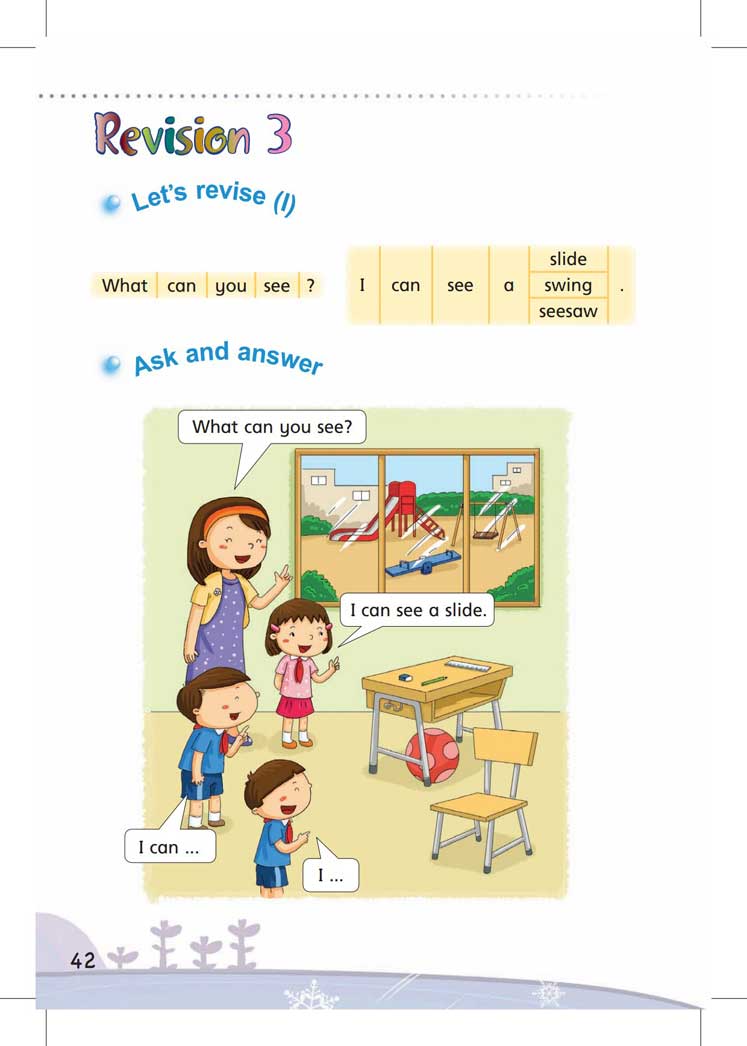 Revision 3
Let's revise (I)
What can you see ?
I can see a slide
swing
seesaw
.
Ask and answer
What can you see?
I can see a slide.
I can ...
I ...
42